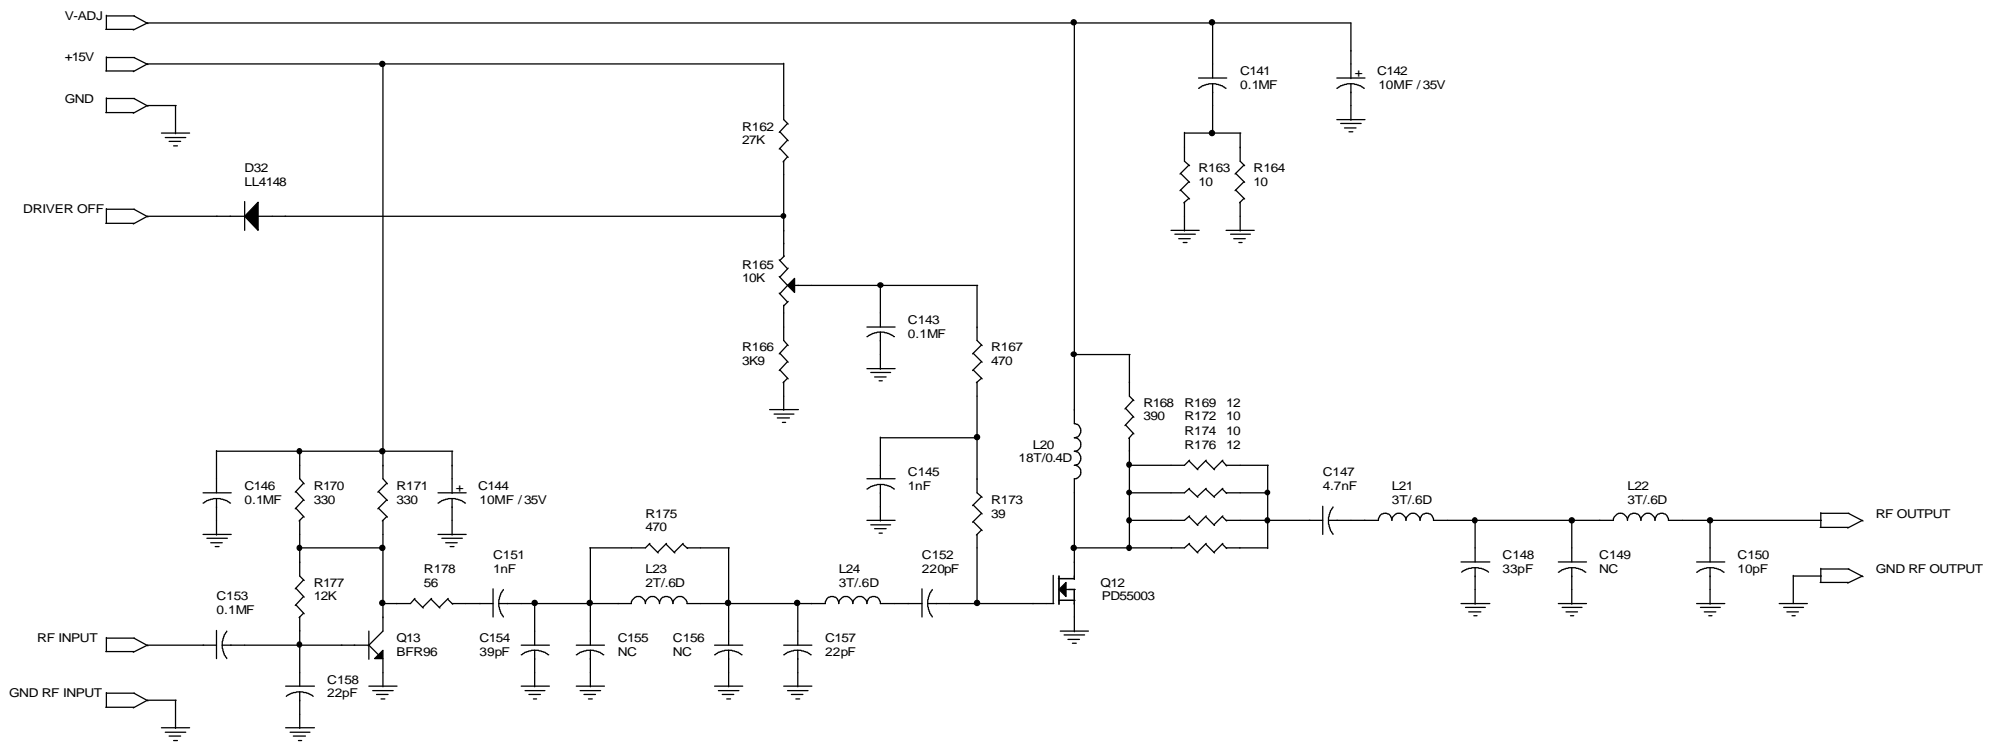 V-ADJ
+15V
GND
DRIVER OFF
D32
LL4148
R162
27K
R165
10K
R166
3K9
C143
0.1MF
R167
470
C141
0.1MF
+
C142
10MF / 35V
R163
10
R164
10
R168
390
R169 12
R172 10
R174 10
R176 12
L20
18T/0.4D
C145
1nF
R173
39
C146
0.1MF
R170
330
R171
330
+
C144
10MF / 35V
R175
470
C147
4.7nF
L21
3T/.6D
L22
3T/.6D
RF OUTPUT
C148
33pF
C149
NC
C150
10pF
GND RF OUTPUT
R177
12K
R178
56
C151
1nF
L23
2T/.6D
L24
3T/.6D
C152
220pF
Q12
PD55003
C153
0.1MF
RF INPUT
Q13
BFR96
C154
39pF
C155
NC
C156
NC
C157
22pF
GND RF INPUT
C158
22pF